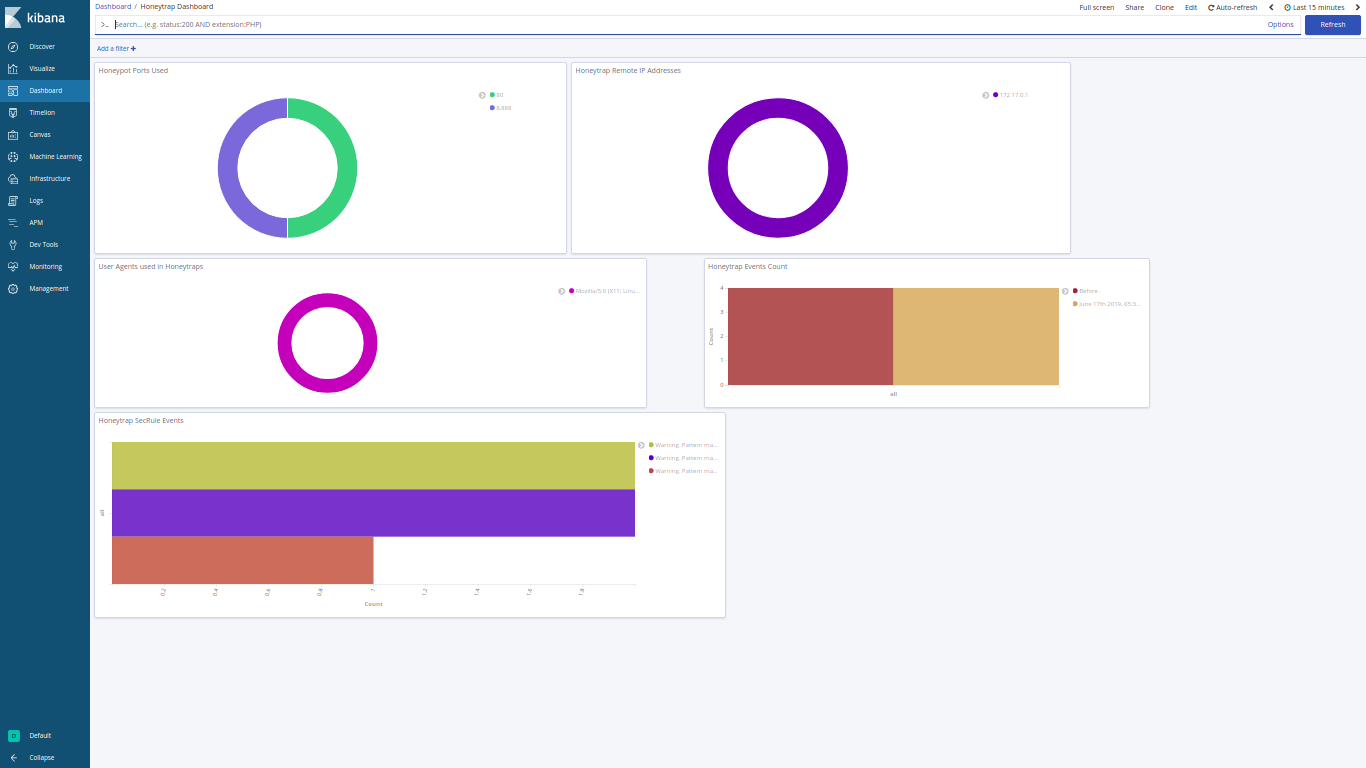 kibana
Discover
Visualize
Dashboard
Timelion
Canvas
Machine Learning
Infrastructure
Logs
APM
Dev Tools
Monitoring
Management
D Default
Collapse
Dashboard / Honeytrap Dashboard
Full screen Share Clone Edit Auto-refresh Last 15 minutes
>_ Search... (e.g. status:200 AND extension:PHP) Options Refresh
Add a filter +
Honeypot Ports Used
80
8,888
Honeytrap Remote IP Addresses
172.17.0.1
User Agents used in Honeytraps
Mozilla/5.0 (X11; Linu...
Honeytrap Events Count
4
3
2
1
0
Count
all
Before -
June 17th 2019, 05:3...
Honeytrap SecRule Events
Warning. Pattern ma...
Warning. Pattern ma...
Warning. Pattern ma...
all
0.2 0.4 0.6 0.8 1 1.2 1.4 1.6 1.8
Count